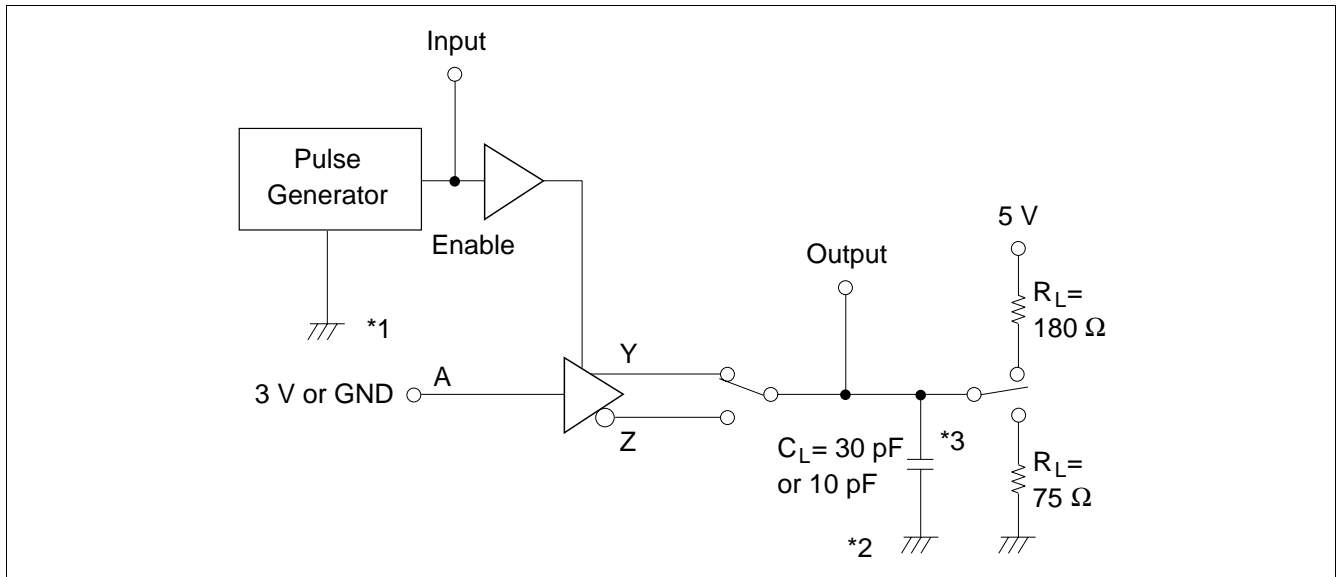 Input
Pulse
Generator
Enable
*1
Output
5 V
R_L=
180 Ω
3 V or GND
A
Y
Z
C_L= 30 pF
or 10 pF
*3
R_L=
75 Ω
*2